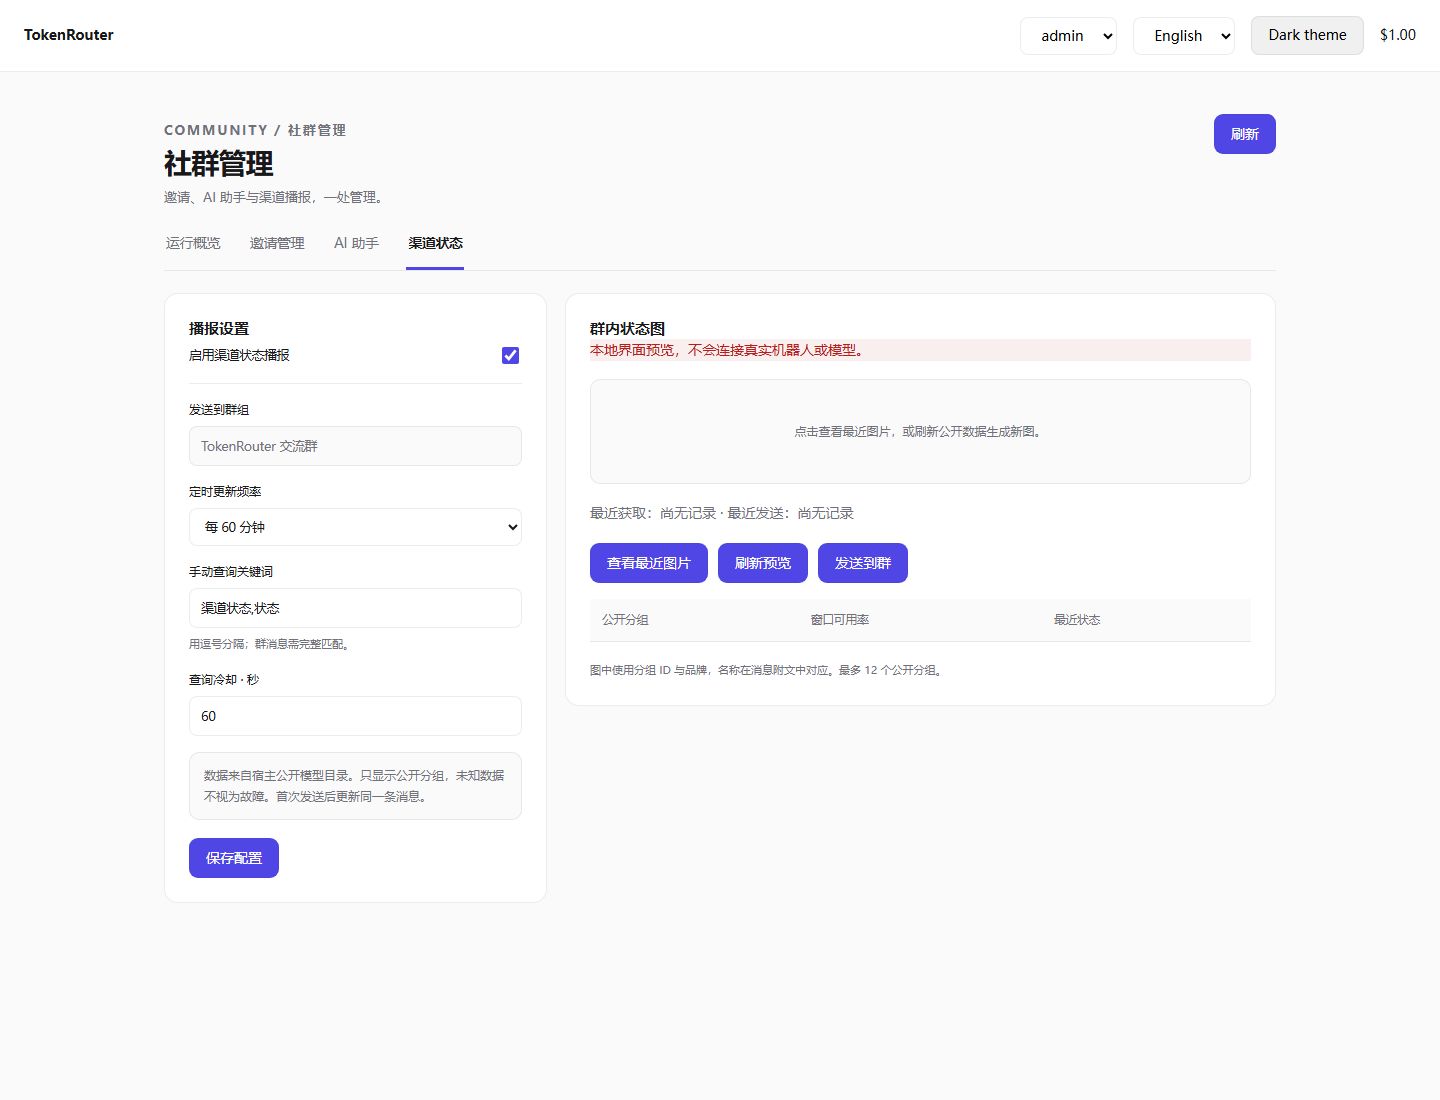 TokenRouter
admin
English
Dark theme
$1.00
COMMUNITY / 社群管理
社群管理
邀请、AI 助手与渠道播报，一处管理。
刷新
运行概览
邀请管理
AI 助手
渠道状态
播报设置
启用渠道状态播报
发送到群组
TokenRouter 交流群
定时更新频率
每 60 分钟
手动查询关键词
渠道状态,状态
用逗号分隔；群消息需完整匹配。
查询冷却 · 秒
60
数据来自宿主公开模型目录。只显示公开分组，未知数据
不视为故障。首次发送后更新同一条消息。
保存配置
群内状态图
本地界面预览，不会连接真实机器人或模型。
点击查看最近图片，或刷新公开数据生成新图。
最近获取：尚无记录 · 最近发送：尚无记录
查看最近图片
刷新预览
发送到群
公开分组
窗口可用率
最近状态
图中使用分组 ID 与品牌，名称在消息附文中对应。最多 12 个公开分组。